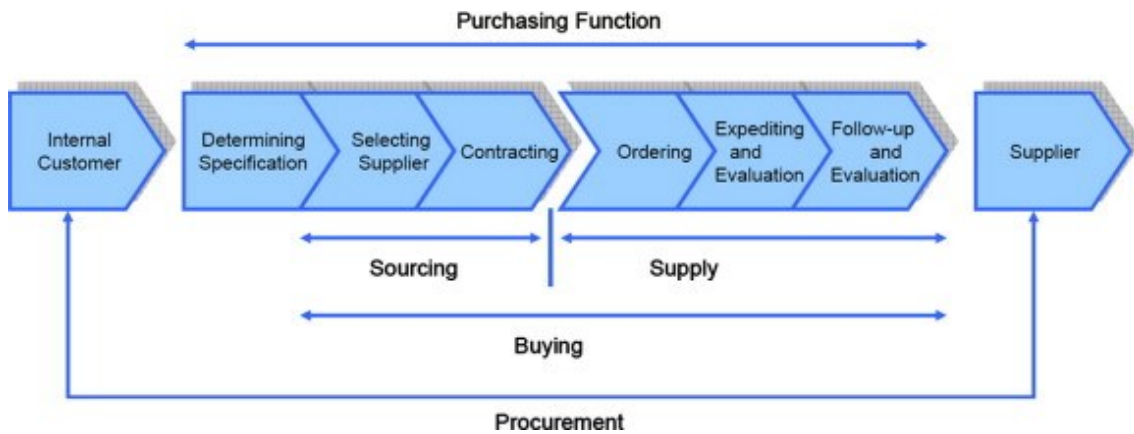 Purchasing Function
Internal
Customer
Determining
Specification
Selecting
Supplier
Contracting
Ordering
Expediting
and
Evaluation
Follow-up
and
Evaluation
Supplier
Sourcing
Supply
Buying
Procurement